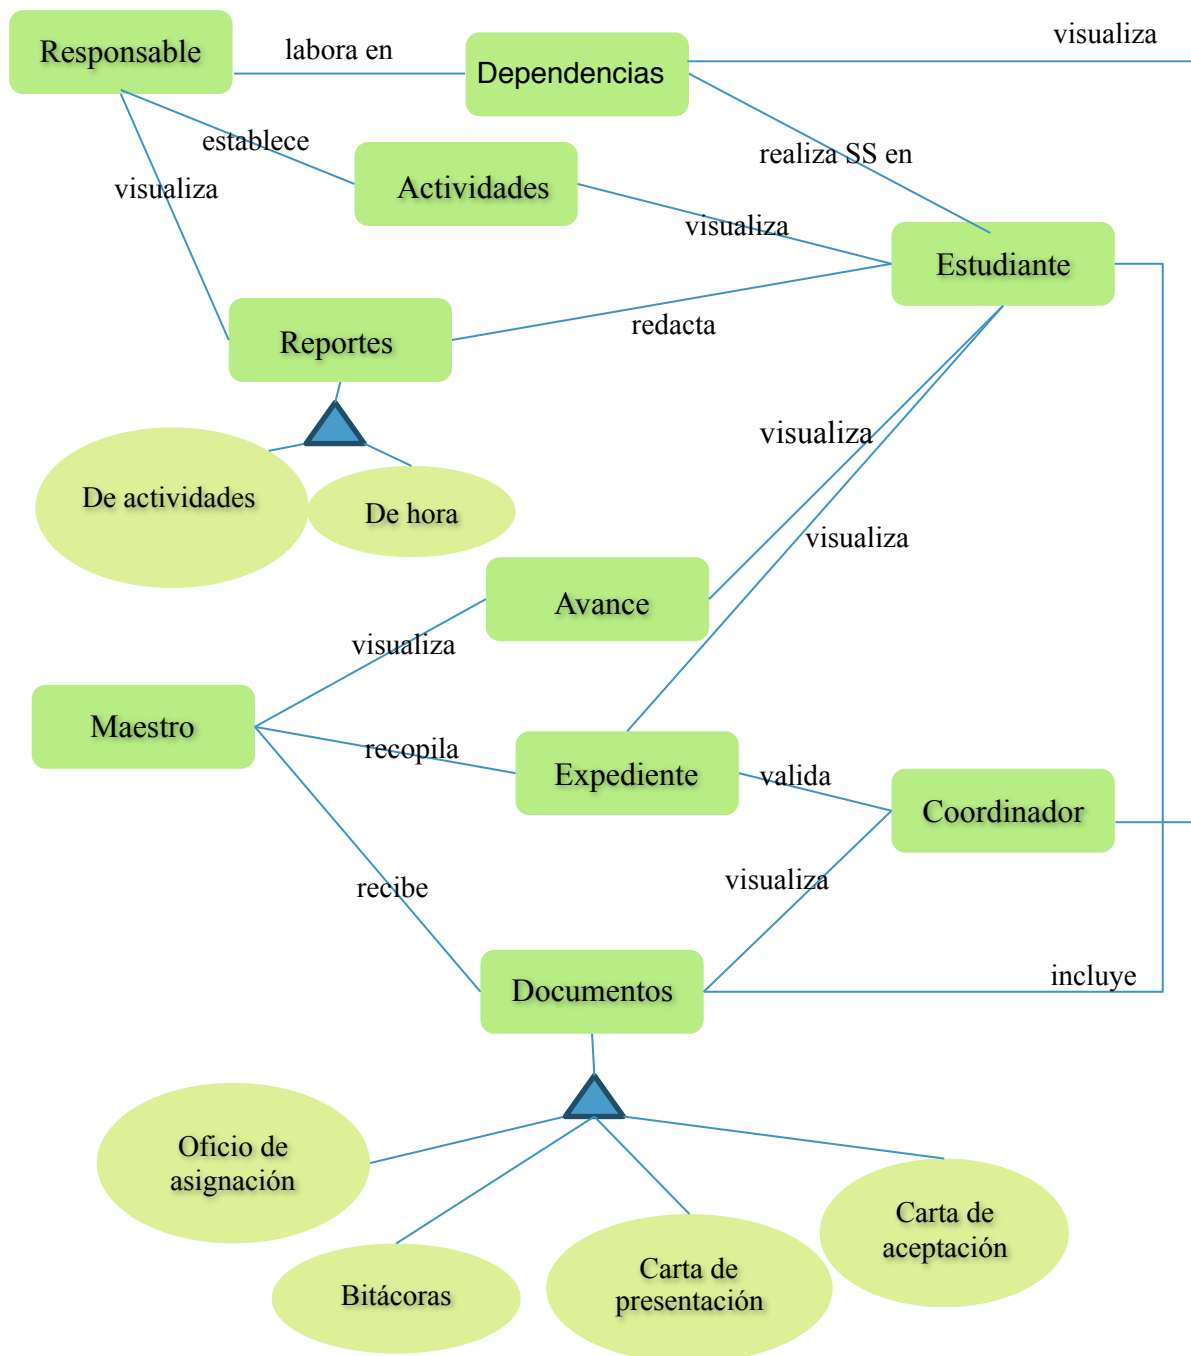 Responsable
labora en
Dependencias
visualiza
establece
realiza SS en
visualiza
Actividades
visualiza
Estudiante
Reportes
redacta
visualiza
De actividades
De hora
visualiza
Avance
visualiza
Maestro
recopila
Expediente
valida
Coordinador
recibe
visualiza
Documentos
incluye
Oficio de
asignación
Carta de
aceptación
Bitácoras
Carta de
presentación